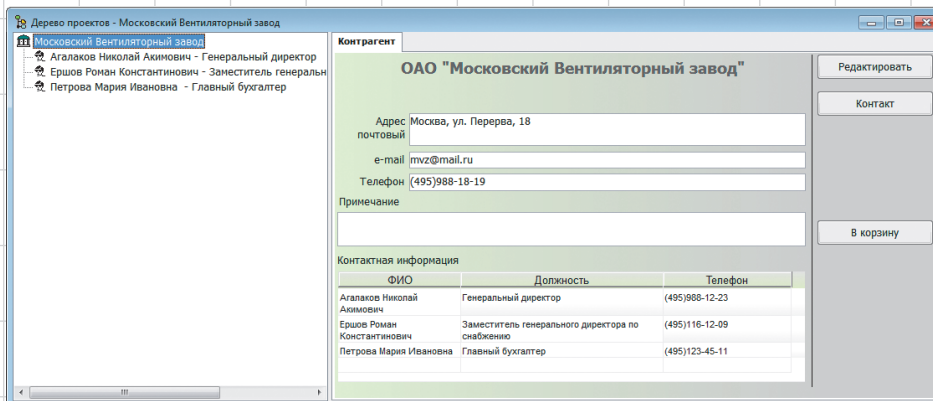 Дерево проектов - Московский Вентиляторный завод
Московский Вентиляторный завод
Агалаков Николай Акимович - Генеральный директор
Ершов Роман Константинович - Заместитель генеральн
Петрова Мария Ивановна - Главный бухгалтер
Контрагент
ОАО "Московский Вентиляторный завод"
Адрес почтовый
Москва, ул. Перерва, 18
e-mail mvz@mail.ru
Телефон (495)988-18-19
Примечание
Контактная информация
ФИО Должность Телефон
Агалаков Николай Акимович
Генеральный директор
(495)988-12-23
Ершов Роман Константинович
Заместитель генерального директора по снабжению
(495)116-12-09
Петрова Мария Ивановна Главный бухгалтер (495)123-45-11
Редактировать
Контакт
В корзину